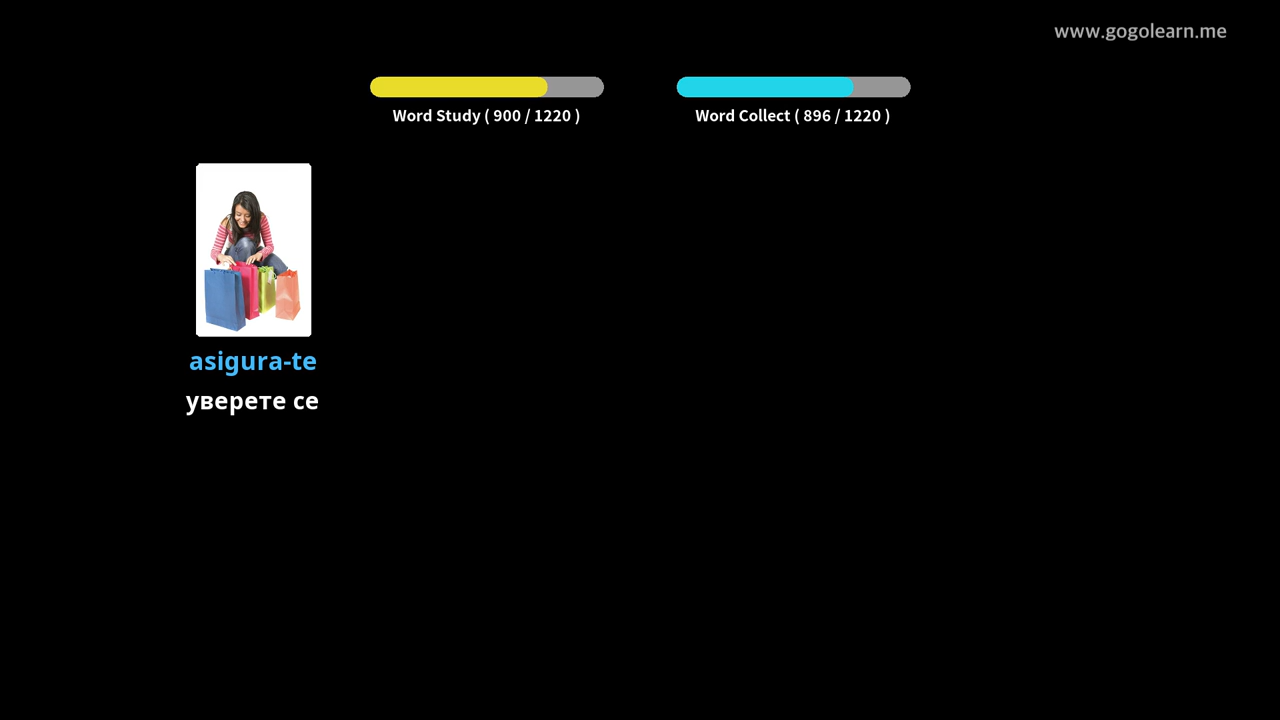 www.gogolearn.me
Word Study ( 900 / 1220 )
Word Collect ( 896 / 1220 )
asigura-te
уверете се